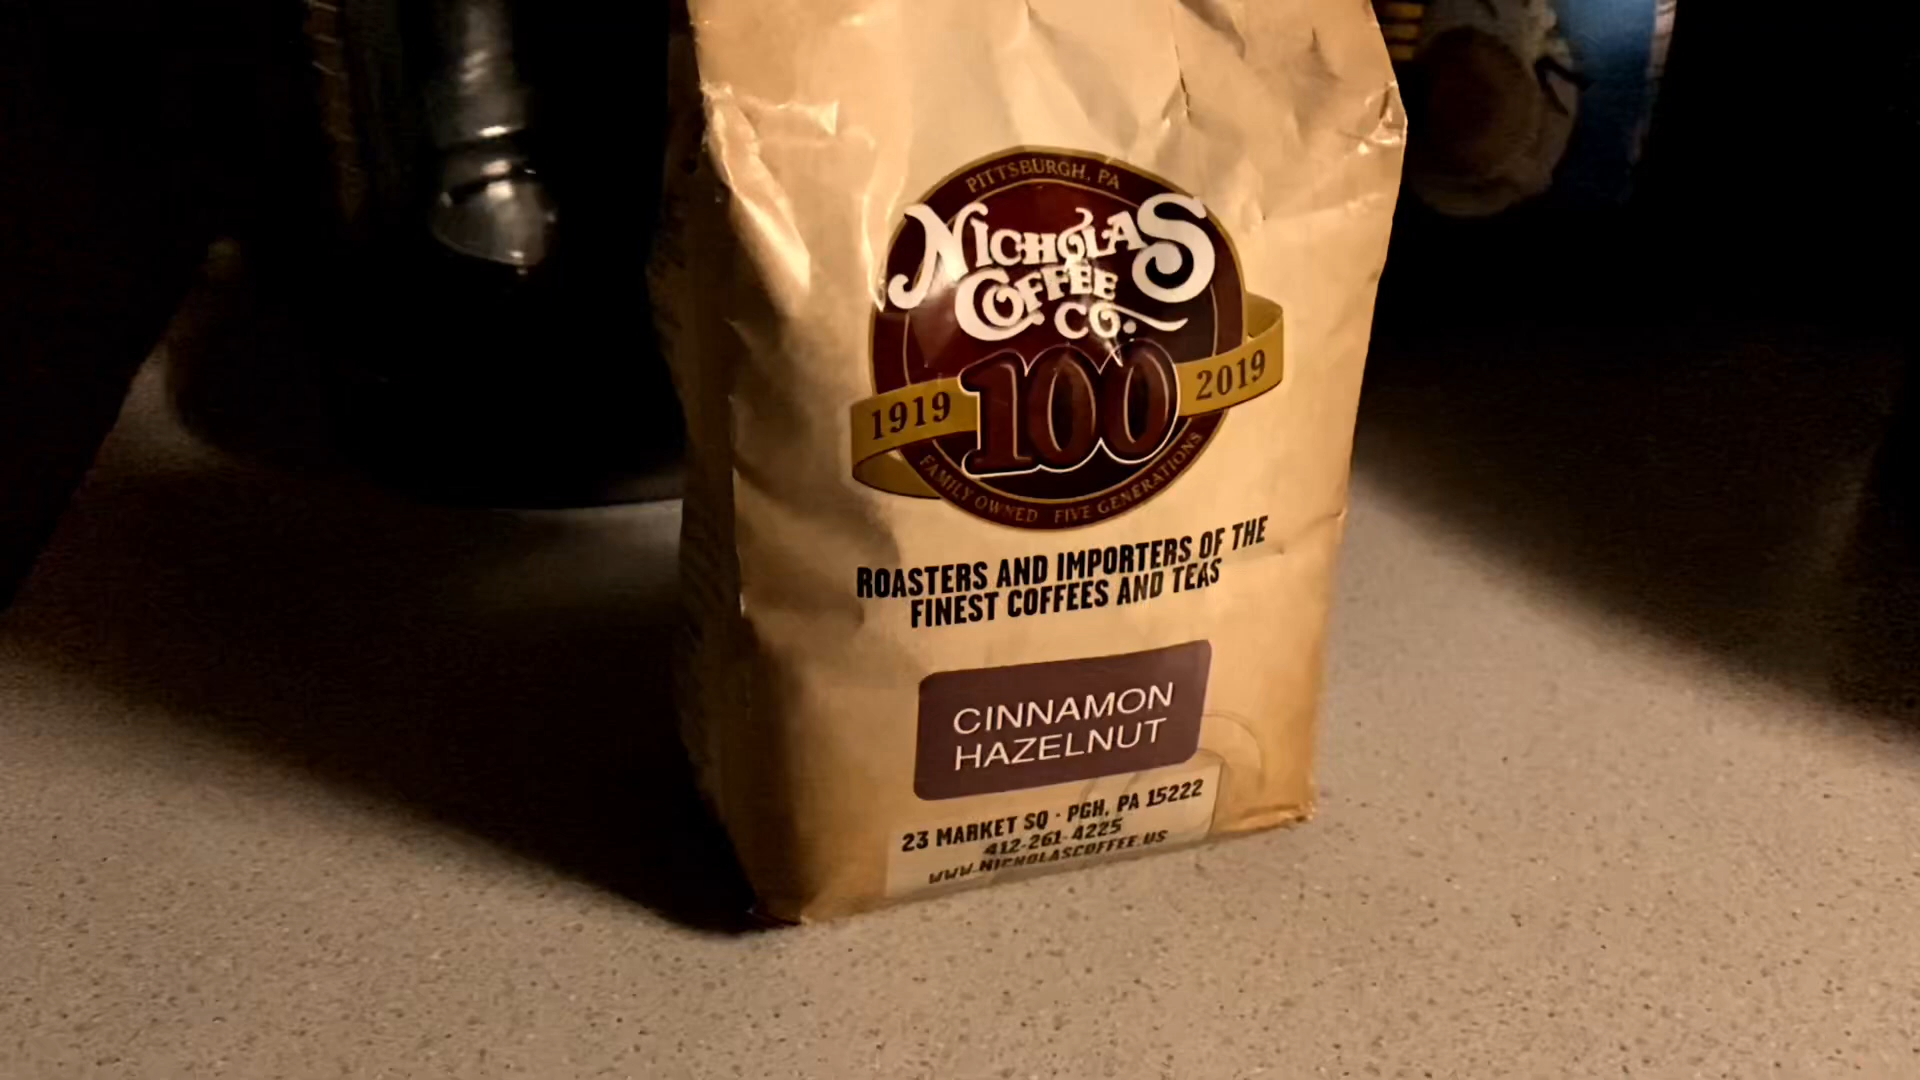 PITTSBURGH, PA
NICHOLAS
COFFEE
CO.
100
1919
2019
FAMILY OWNED FIVE GENERATIONS
ROASTERS AND IMPORTERS OF THE
FINEST COFFEES AND TEAS
CINNAMON
HAZELNUT
23 MARKET SQ · PGH, PA 15222
412-261-4225
WWW.NICHOLASCOFFEE.US